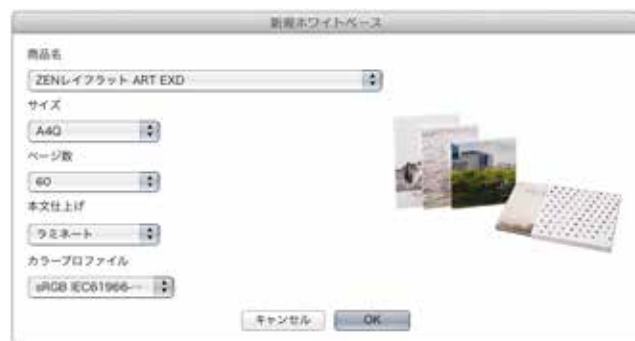 新規ホワイトベース
商品名
ZENレイフラット ART EXD
サイズ
A4Q
ページ数
60
本文仕上げ
ラミネート
カラープロファイル
sRGB IEC61966-…
キャンセル
OK